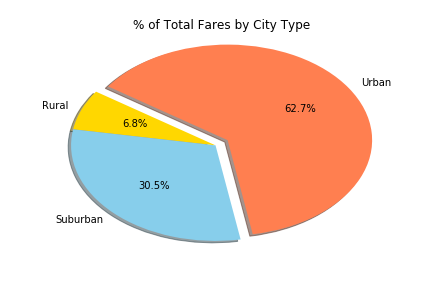 % of Total Fares by City Type
Urban
62.7%
Rural
6.8%
30.5%
Suburban